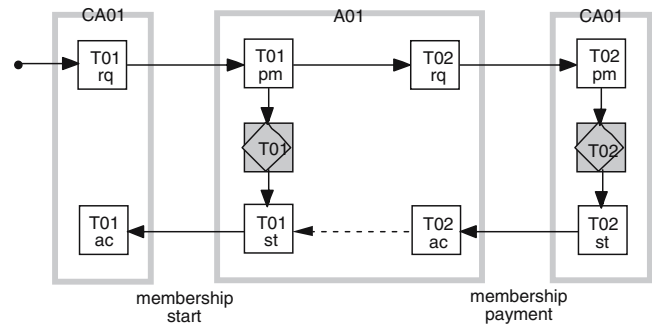 CA01
A01
CA01
T01
rq
T01
pm
T02
rq
T02
pm
T01
T02
T01
ac
T01
st
T02
ac
T02
st
membership
start
membership
payment